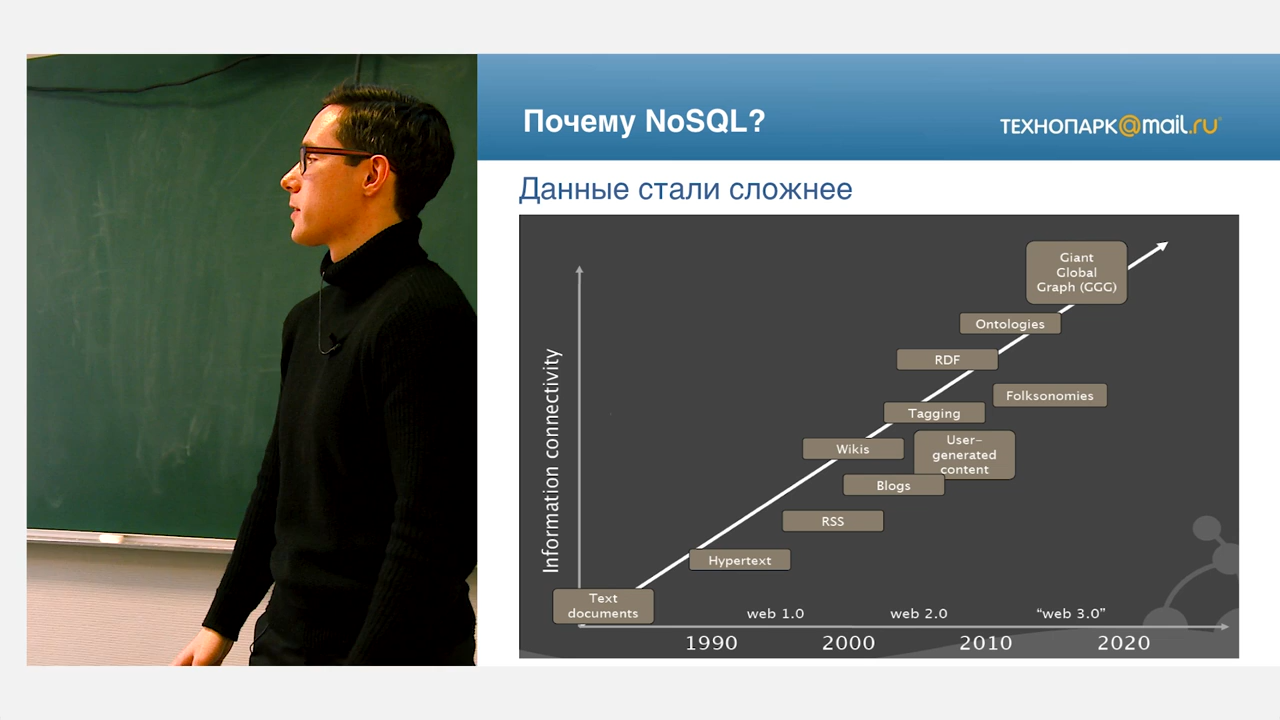 Почему NoSQL?
ТЕХНОПАРК@mail.ru
Данные стали сложнее
Information connectivity
Giant
Global
Graph (GGG)
Ontologies
RDF
Folksonomies
Tagging
User-
generated
content
Wikis
Blogs
RSS
Hypertext
Text
documents
web 1.0
web 2.0
“web 3.0”
1990
2000
2010
2020